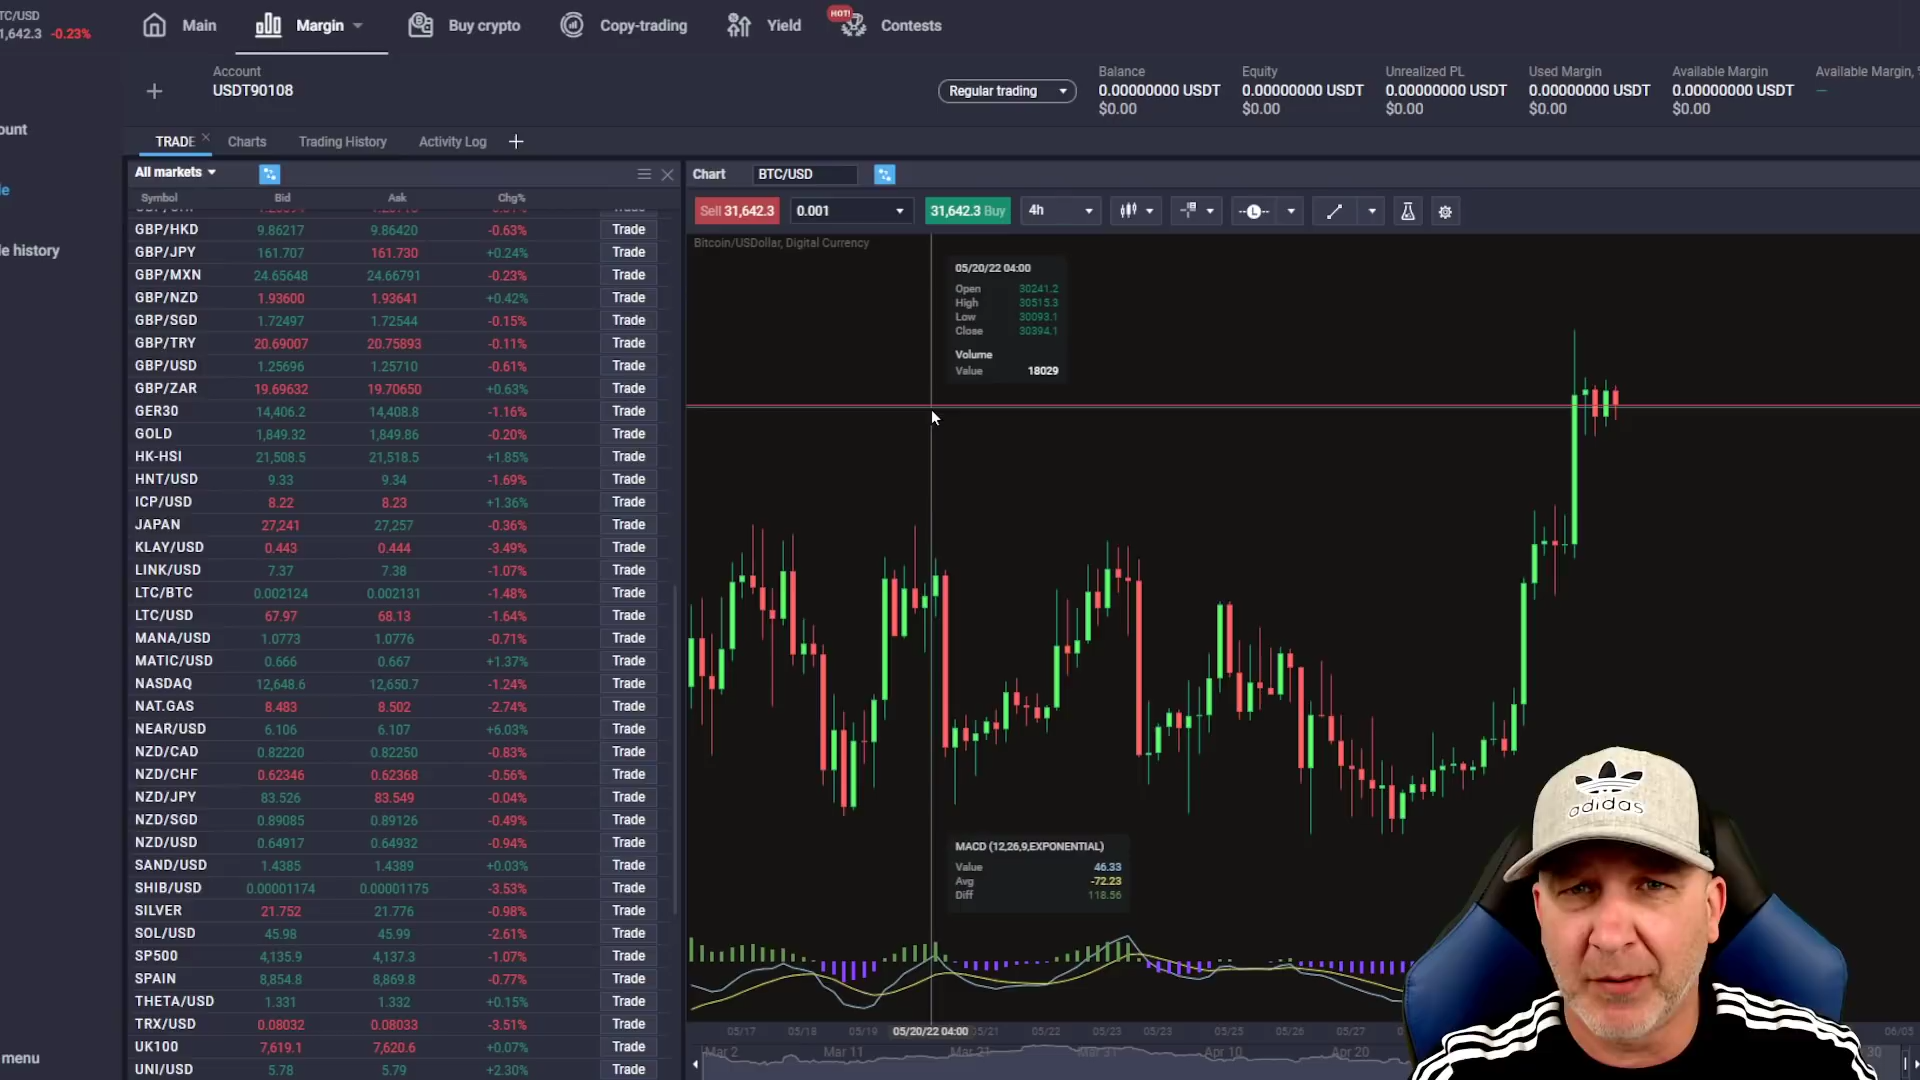 TC/USD
1,642.3 -0.23%
Main
Margin
Buy crypto
Copy-trading
Yield
HOT!
Contests
ount
le
le history
menu
Account
USDT90108
Regular trading
Balance
0.00000000 USDT
$0.00
Equity
0.00000000 USDT
$0.00
Unrealized PL
0.00000000 USDT
$0.00
Used Margin
0.00000000 USDT
$0.00
Available Margin
0.00000000 USDT
$0.00
Available Margin,
TRADE Charts Trading History Activity Log
All markets
Symbol Bid Ask Chg%
GBP/HKD 9.86217 9.86420 -0.63% Trade
GBP/JPY 161.707 161.730 +0.24% Trade
GBP/MXN 24.65648 24.66791 -0.23% Trade
GBP/NZD 1.93600 1.93641 +0.42% Trade
GBP/SGD 1.72497 1.72544 -0.15% Trade
GBP/TRY 20.69007 20.75893 -0.11% Trade
GBP/USD 1.25696 1.25710 -0.61% Trade
GBP/ZAR 19.69632 19.70650 +0.63% Trade
GER30 14,406.2 14,408.8 -1.16% Trade
GOLD 1,849.32 1,849.86 -0.20% Trade
HK-HSI 21,508.5 21,518.5 +1.85% Trade
HNT/USD 9.33 9.34 -1.69% Trade
ICP/USD 8.22 8.23 +1.36% Trade
JAPAN 27,241 27,257 -0.36% Trade
KLAY/USD 0.443 0.444 -3.49% Trade
LINK/USD 7.37 7.38 -1.07% Trade
LTC/BTC 0.002124 0.002131 -1.48% Trade
LTC/USD 67.97 68.13 -1.64% Trade
MANA/USD 1.0773 1.0776 -0.71% Trade
MATIC/USD 0.666 0.667 +1.37% Trade
NASDAQ 12,648.6 12,650.7 -1.24% Trade
NAT.GAS 8.483 8.502 -2.74% Trade
NEAR/USD 6.106 6.107 +6.03% Trade
NZD/CAD 0.82220 0.82250 -0.83% Trade
NZD/CHF 0.62346 0.62368 -0.56% Trade
NZD/JPY 83.526 83.549 -0.04% Trade
NZD/SGD 0.89085 0.89126 -0.49% Trade
NZD/USD 0.64917 0.64932 -0.94% Trade
SAND/USD 1.4385 1.4389 +0.03% Trade
SHIB/USD 0.00001174 0.00001175 -3.53% Trade
SILVER 21.752 21.776 -0.98% Trade
SOL/USD 45.98 45.99 -2.61% Trade
SP500 4,135.9 4,137.3 -1.07% Trade
SPAIN 8,854.8 8,869.8 -0.77% Trade
THETA/USD 1.331 1.332 +0.15% Trade
TRX/USD 0.08032 0.08033 -3.51% Trade
UK100 7,619.1 7,620.6 +0.07% Trade
UNI/USD 5.78 5.79 +2.30% Trade
Chart BTC/USD
Sell 31,642.3 0.001 31,642.3 Buy 4h
Bitcoin/USDollar, Digital Currency
05/20/22 04:00
Open 30241.2
High 30515.3
Low 30093.1
Close 30394.1
Volume
Value 18029
MACD (12,26,9,EXPONENTIAL)
Value 46.33
Avg -72.23
Diff 118.56
05/17 05/18 05/19 05/20/22 04:00 05/21 05/22 05/23 05/23 05/25 05/26 05/27 06/05
Mar 2 Mar 11 Mar 21 Mar 31 Apr 10 Apr 20 30
adidas